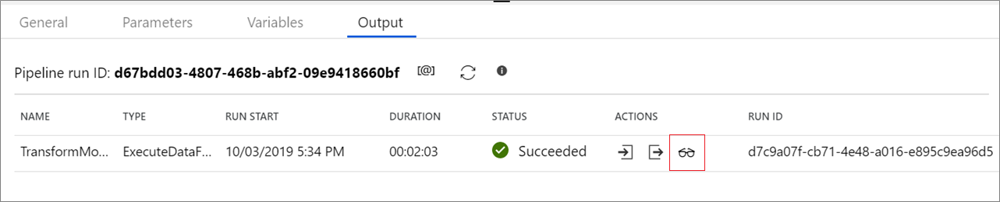 General Parameters Variables Output
Pipeline run ID: d67bdd03-4807-468b-abf2-09e9418660bf [@]
NAME TYPE RUN START DURATION STATUS ACTIONS RUN ID
TransformMo... ExecuteDataF... 10/03/2019 5:34 PM 00:02:03 Succeeded d7c9a07f-cb71-4e48-a016-e895c9ea96d5